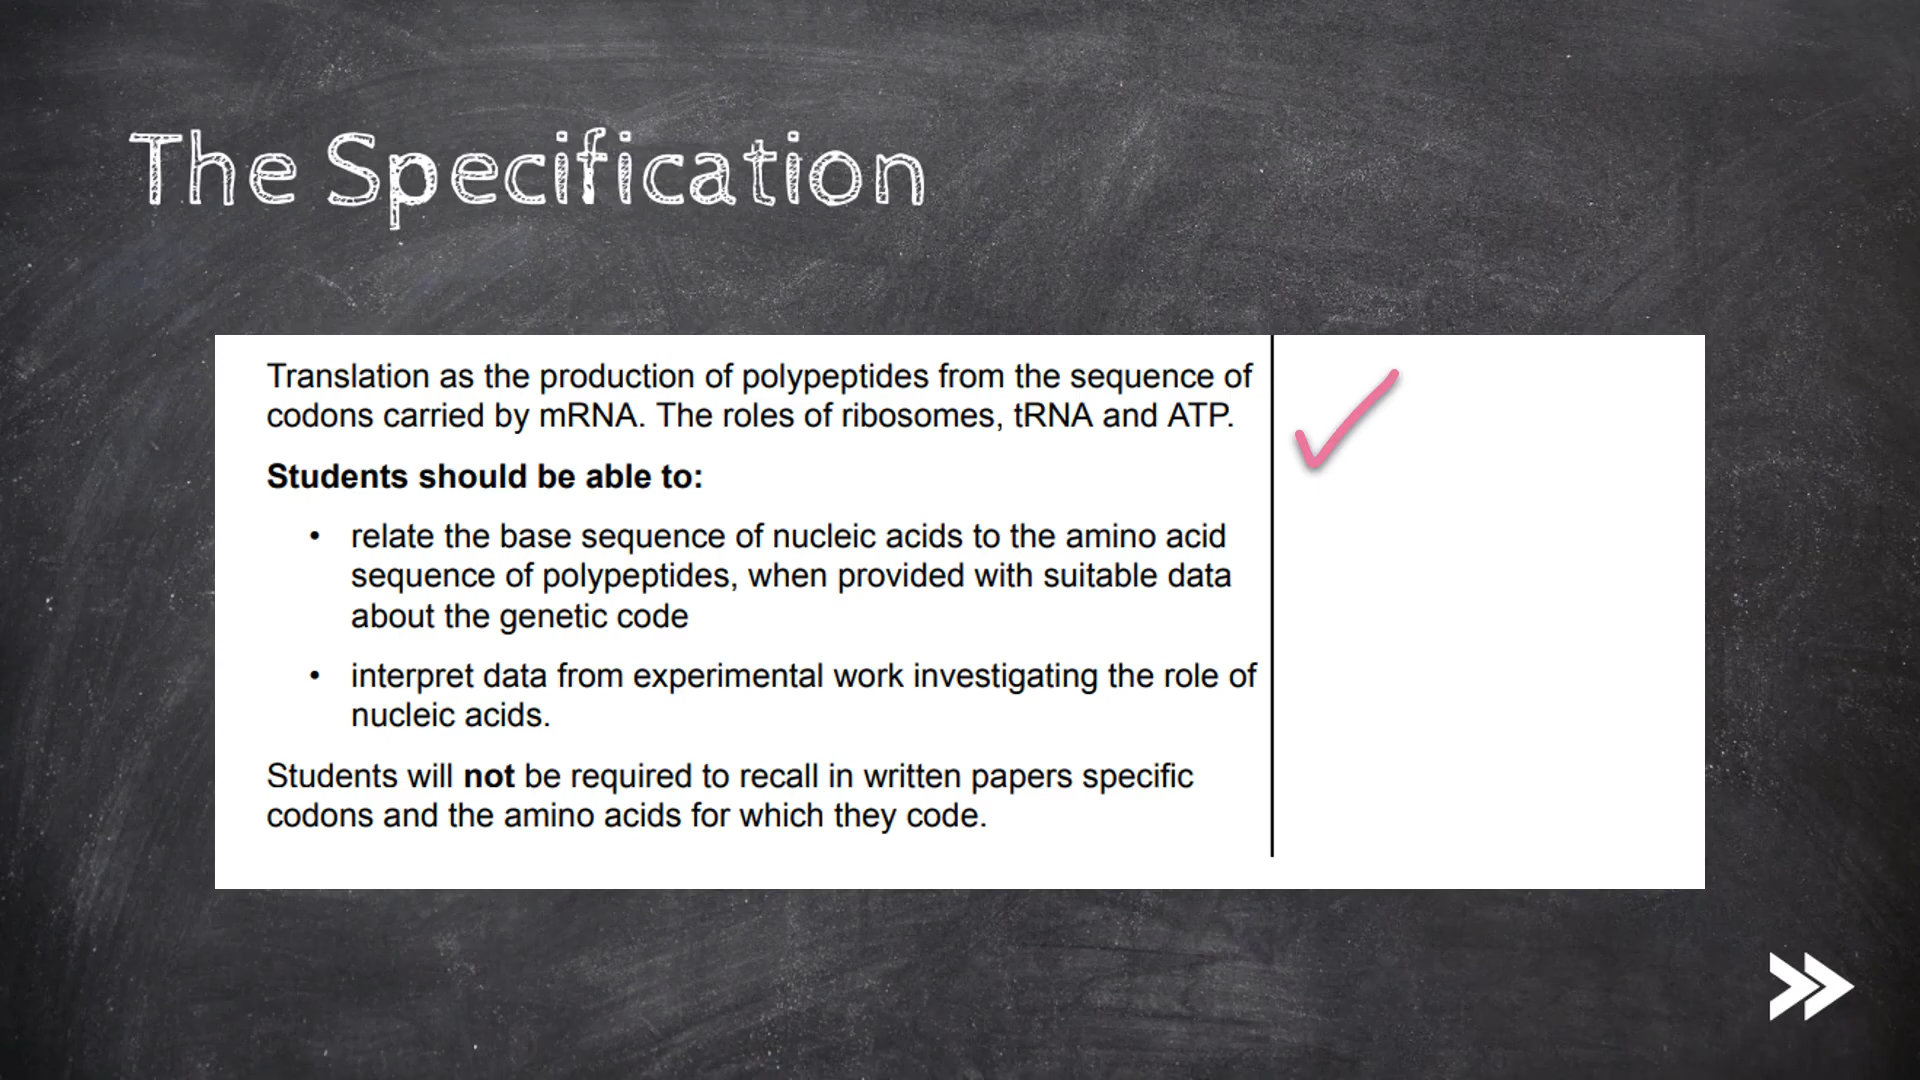 The Specification
Translation as the production of polypeptides from the sequence of
codons carried by mRNA. The roles of ribosomes, tRNA and ATP.
Students should be able to:
• relate the base sequence of nucleic acids to the amino acid
sequence of polypeptides, when provided with suitable data
about the genetic code
• interpret data from experimental work investigating the role of
nucleic acids.
Students will not be required to recall in written papers specific
codons and the amino acids for which they code.